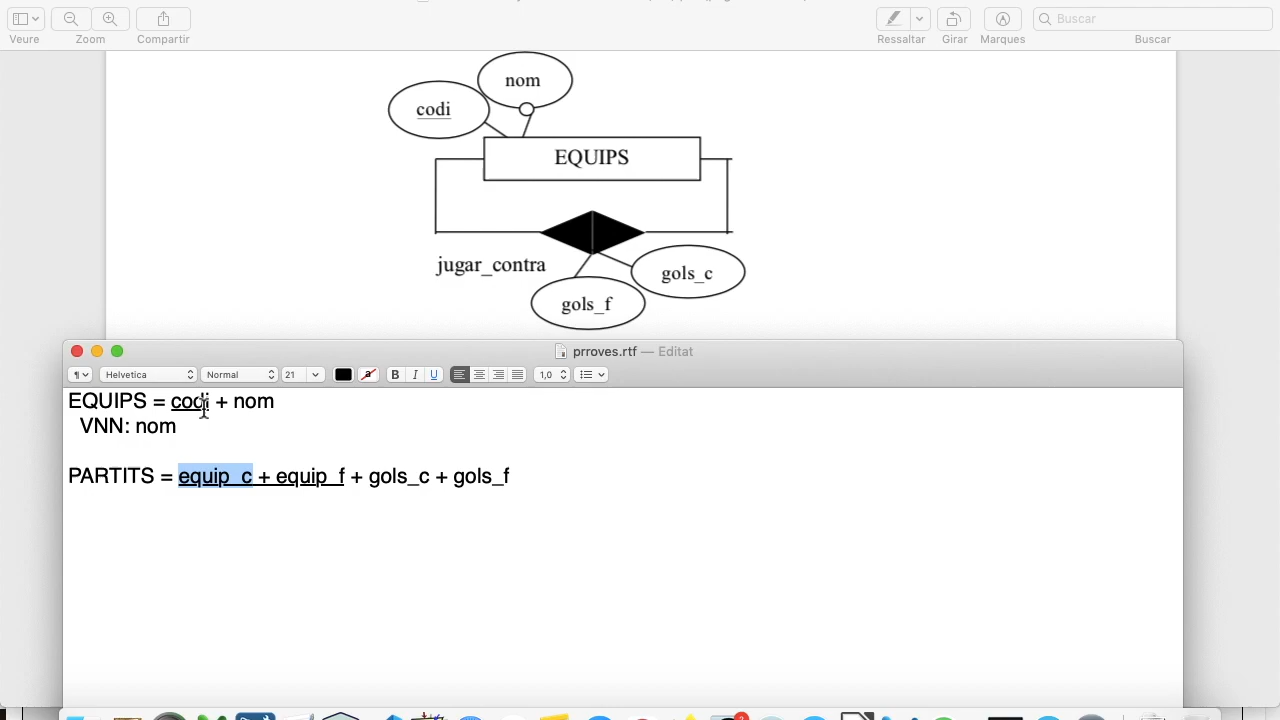 Veure
Zoom
Compartir
Ressaltar
Girar
Marques
Buscar
Buscar
nom
codi
EQUIPS
jugar_contra
gols_c
gols_f
prroves.rtf — Editat
Helvetica
Normal
21
B I U
1,0
EQUIPS = codi + nom
VNN: nom
PARTITS = equip_c + equip_f + gols_c + gols_f